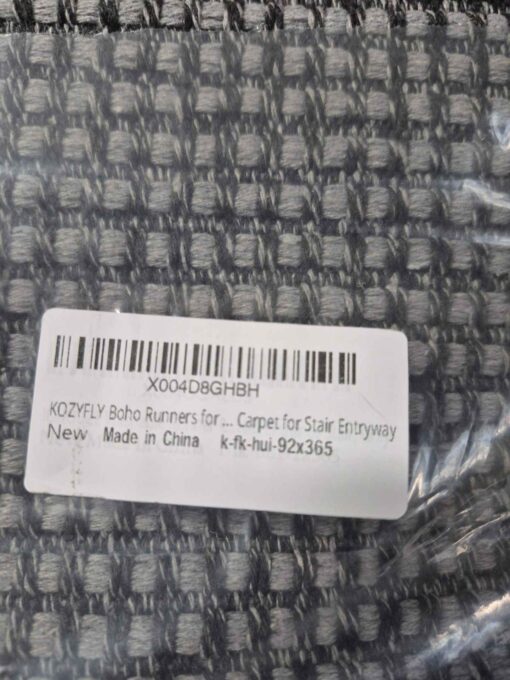 X004D8GHBH
KOZYFLY Boho Runners for ... Carpet for Stair Entryway
New Made in China k-fk-hui-92x365